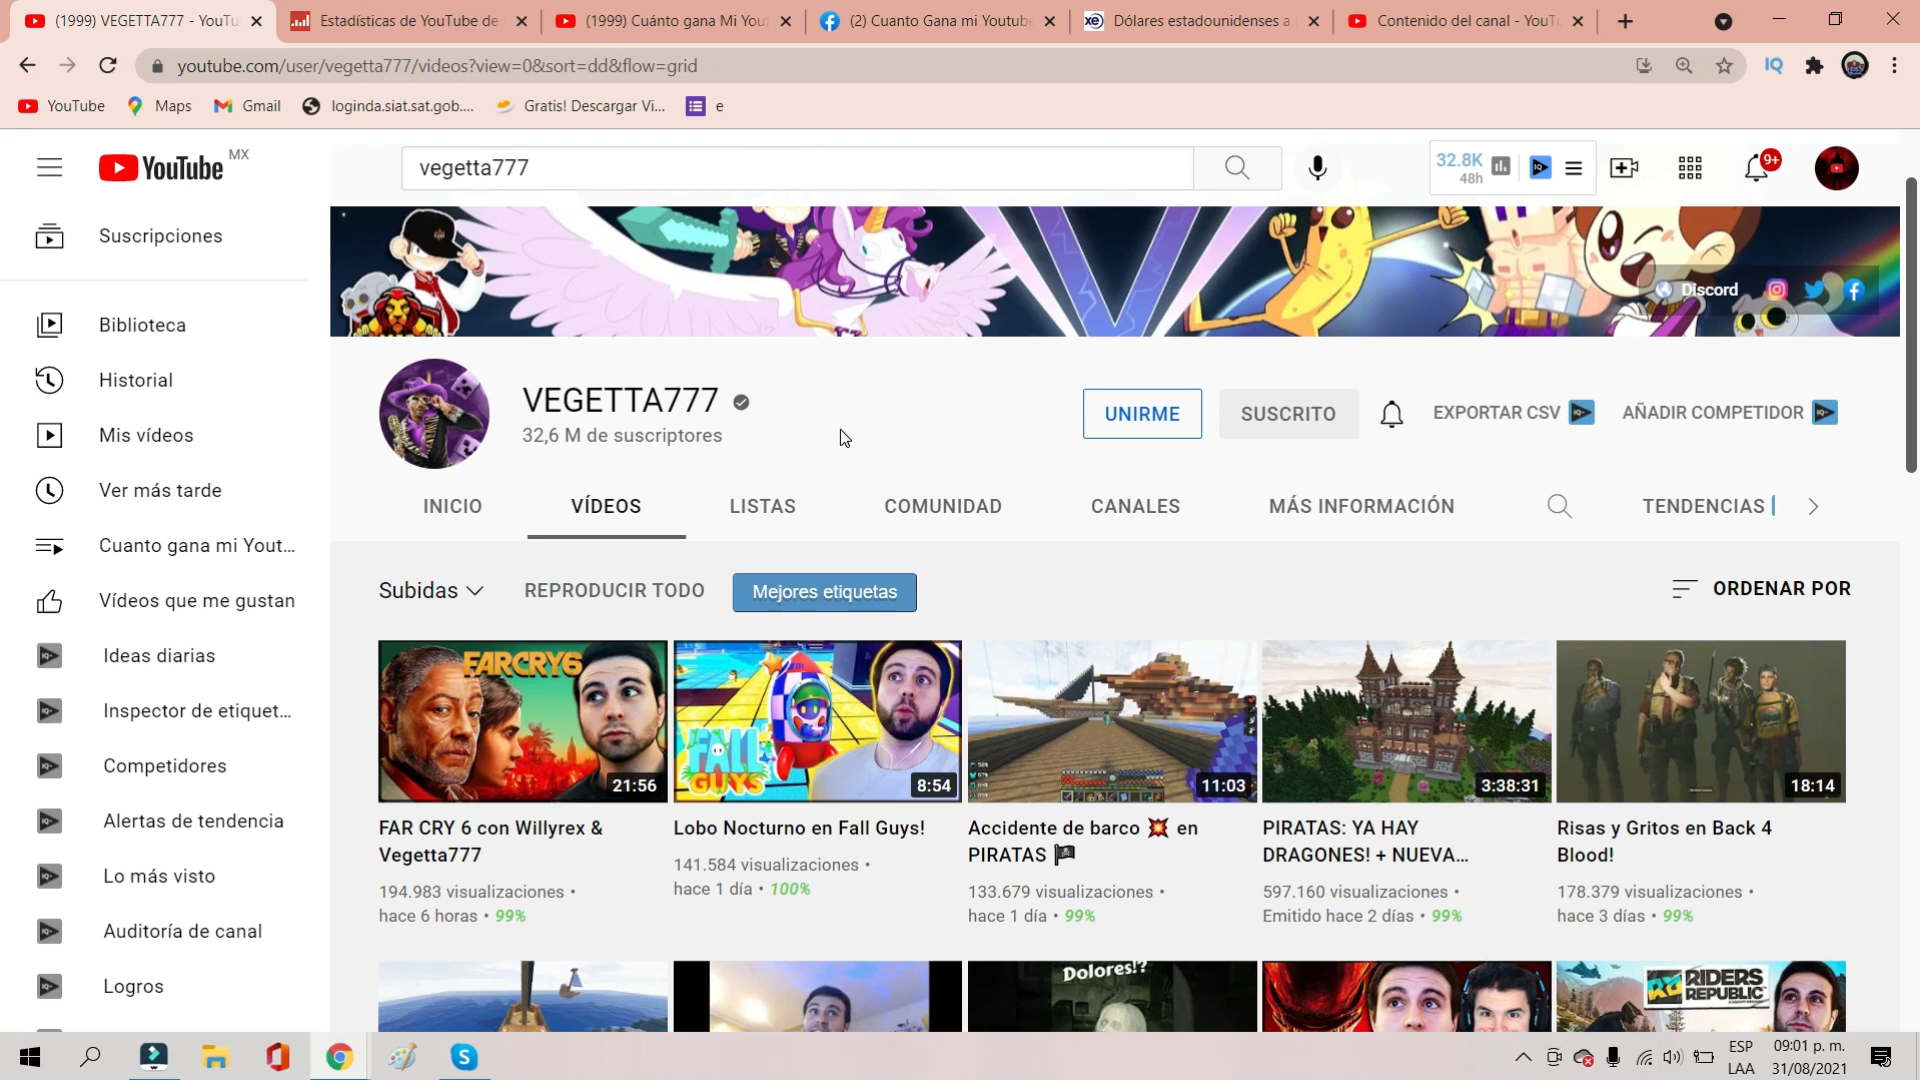 (1999) VEGETTA777 - YouTu
Estadísticas de YouTube de
(1999) Cuánto gana Mi You
(2) Cuanto Gana mi Youtube
xe Dólares estadounidenses a
Contenido del canal - YouT
youtube.com/user/vegetta777/videos?view=0&sort=dd&flow=grid
IQ
YouTube
Maps
Gmail
loginda.siat.sat.gob....
Gratis! Descargar Vi...
e
YouTube MX
vegetta777
32.8K
48h
9+
Suscripciones
Biblioteca
Historial
Mis vídeos
Ver más tarde
Cuanto gana mi Yout...
Vídeos que me gustan
Ideas diarias
Inspector de etiquet...
Competidores
Alertas de tendencia
Lo más visto
Auditoría de canal
Logros
Discord
VEGETTA777
32,6 M de suscriptores
UNIRME
SUSCRITO
EXPORTAR CSV
AÑADIR COMPETIDOR
INICIO
VÍDEOS
LISTAS
COMUNIDAD
CANALES
MÁS INFORMACIÓN
TENDENCIAS
Subidas
REPRODUCIR TODO
Mejores etiquetas
ORDENAR POR
FARCRY6
21:56
FALL
GUYS
8:54
11:03
3:38:31
18:14
FAR CRY 6 con Willyrex &
Vegetta777
194.983 visualizaciones •
hace 6 horas • 99%
Lobo Nocturno en Fall Guys!
141.584 visualizaciones •
hace 1 día • 100%
Accidente de barco 💥 en
PIRATAS 🏴‍☠️
133.679 visualizaciones •
hace 1 día • 99%
PIRATAS: YA HAY
DRAGONES! + NUEVA...
597.160 visualizaciones •
Emitido hace 2 días • 99%
Risas y Gritos en Back 4
Blood!
178.379 visualizaciones •
hace 3 días • 99%
Dolores!?
RIDERS
REPUBLIC
ESP
LAA
09:01 p. m.
31/08/2021